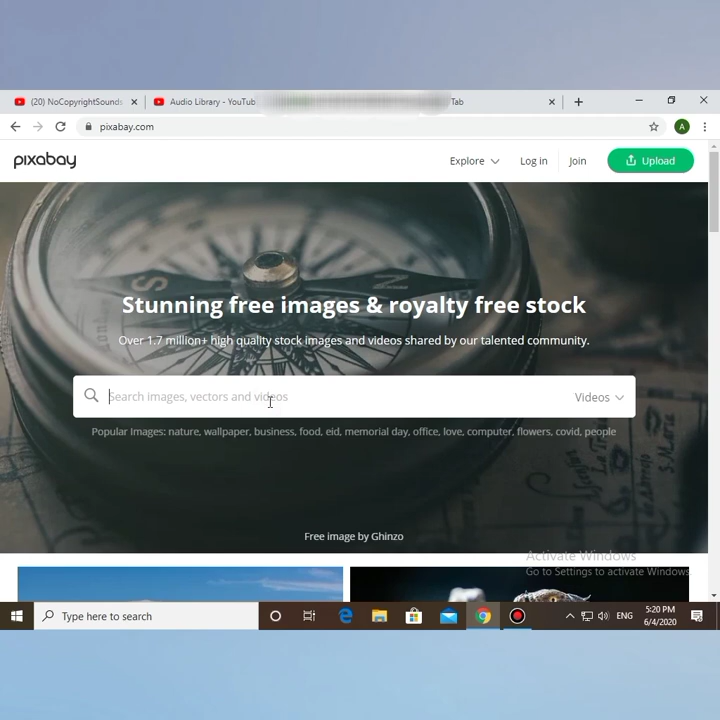 (20) NoCopyrightSounds
Audio Library - YouTub
Tab
pixabay.com
A
pixabay
Explore
Log in
Join
Upload
Stunning free images & royalty free stock
Over 1.7 million+ high quality stock images and videos shared by our talented community.
Search images, vectors and videos
Videos
Popular Images: nature, wallpaper, business, food, eid, memorial day, office, love, computer, flowers, covid, people
Free image by Ghinzo
Activate Windows
Go to Settings to activate Windows.
Type here to search
ENG
5:20 PM
6/4/2020